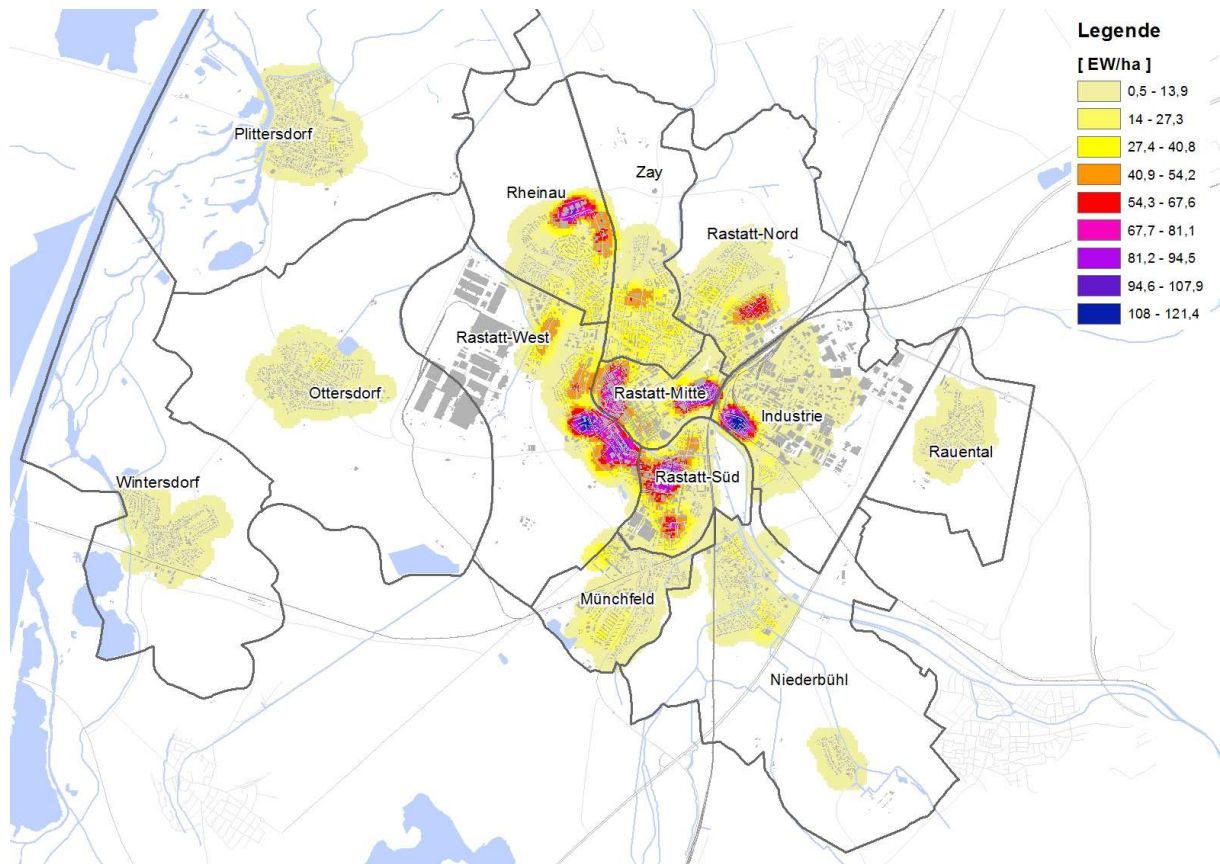 Legende
[ EW/ha ]
0,5 - 13,9
14 - 27,3
27,4 - 40,8
40,9 - 54,2
54,3 - 67,6
67,7 - 81,1
81,2 - 94,5
94,6 - 107,9
108 - 121,4
Plittersdorf
Zay
Rheinau
Rastatt-Nord
Rastatt-West
Ottersdorf
Rastatt-Mitte
Industrie
Rauental
Rastatt-Süd
Wintersdorf
Münchfeld
Niederbühl